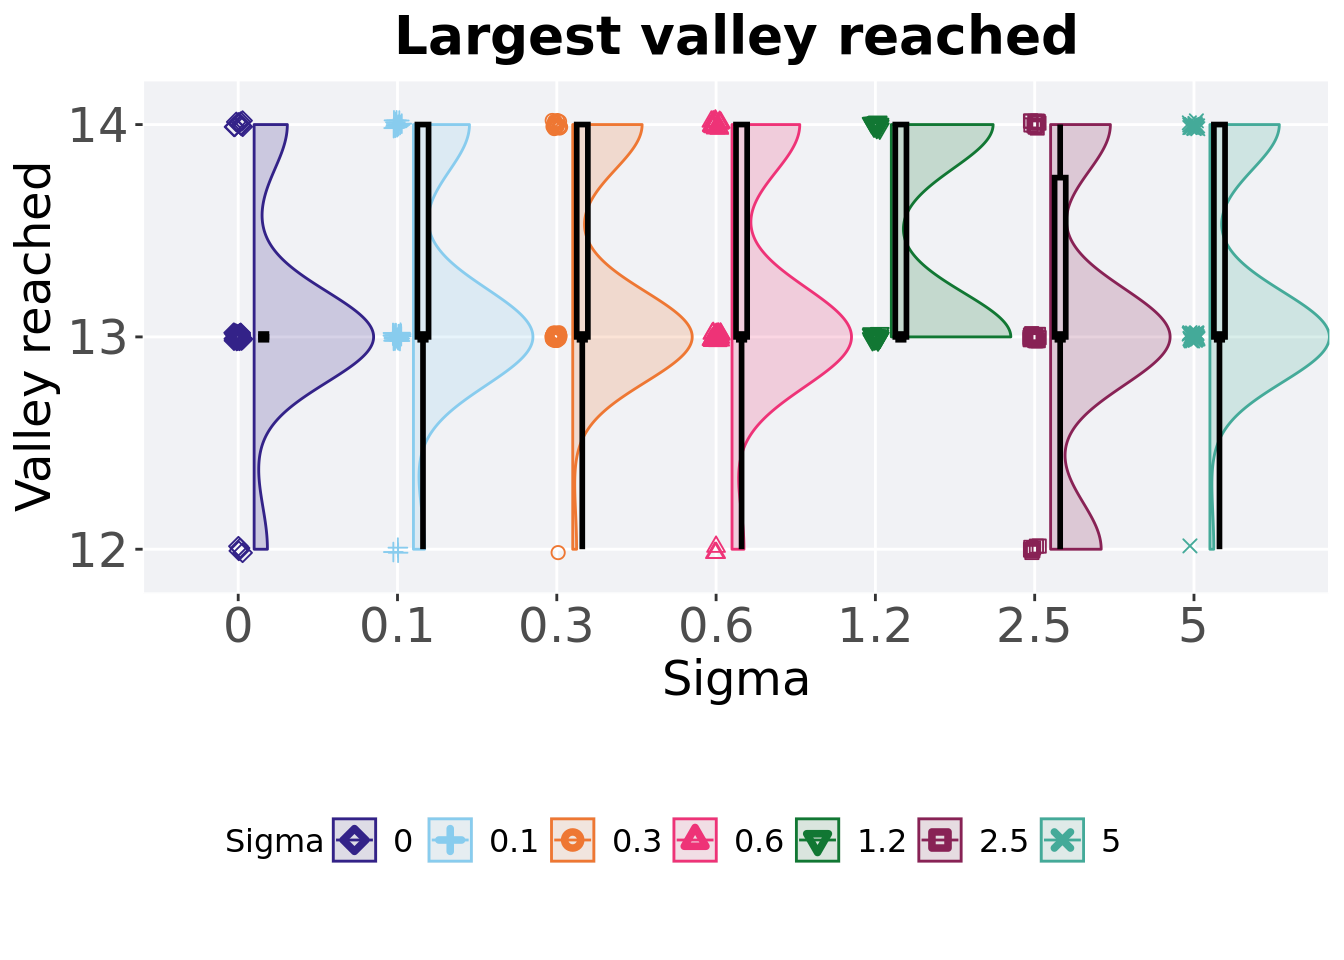 Largest valley reached
Valley reached
14
13
12
0 0.1 0.3 0.6 1.2 2.5 5
Sigma
Sigma 0 0.1 0.3 0.6 1.2 2.5 5